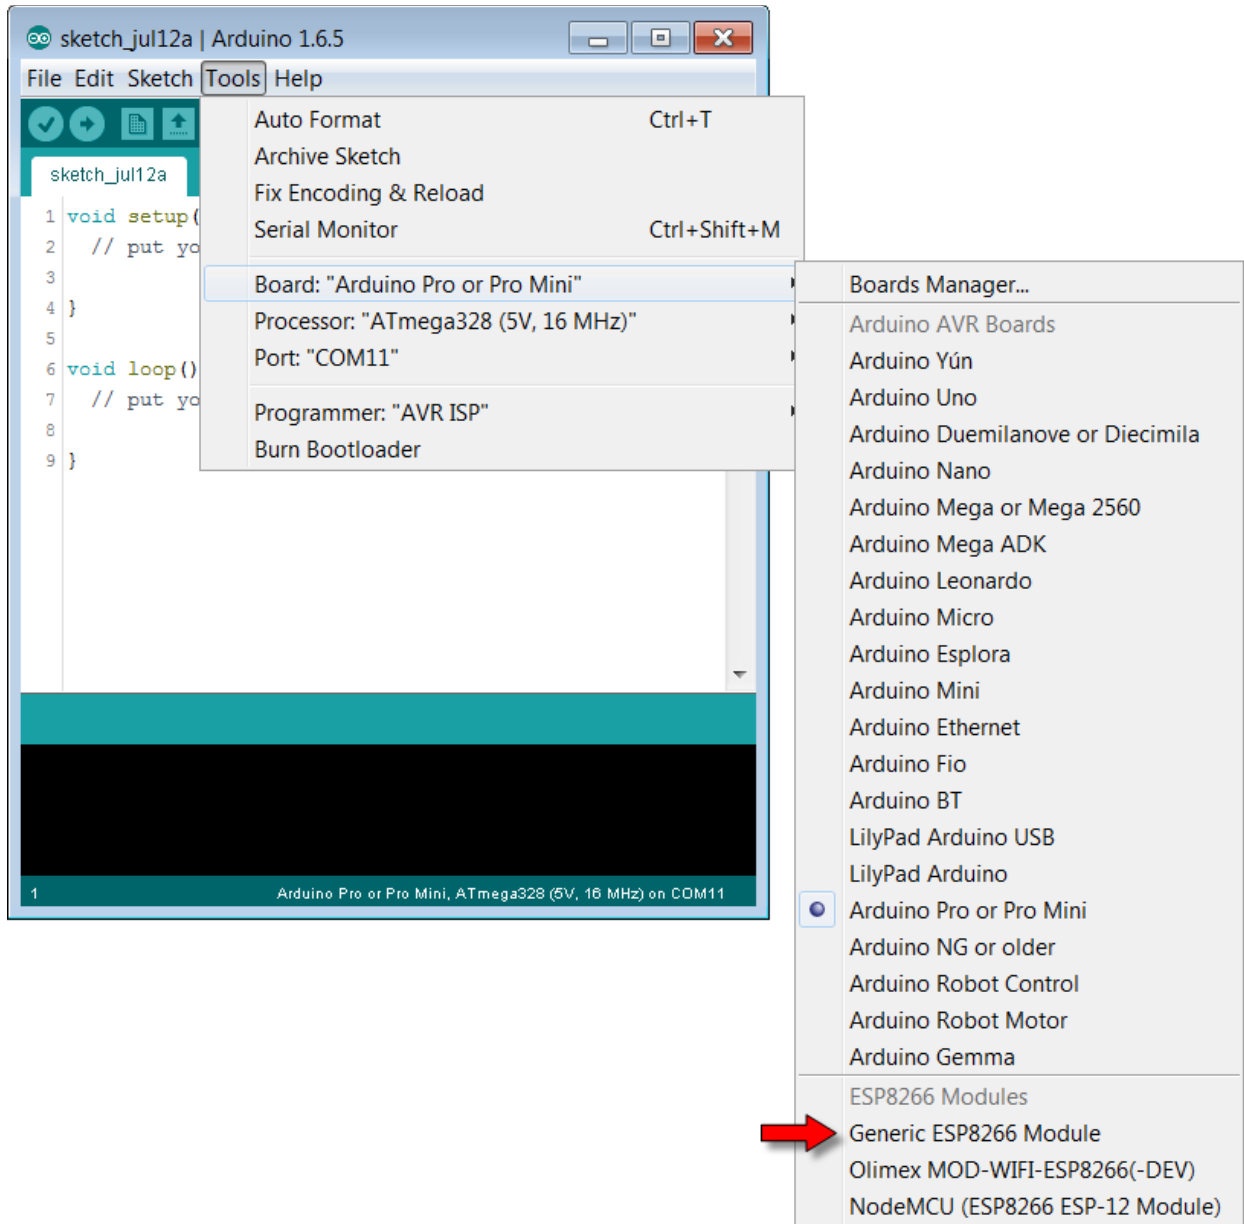 sketch_jul12a | Arduino 1.6.5
File Edit Sketch Tools Help
Auto Format Ctrl+T
Archive Sketch
Fix Encoding & Reload
Serial Monitor Ctrl+Shift+M
Board: "Arduino Pro or Pro Mini"
Processor: "ATmega328 (5V, 16 MHz)"
Port: "COM11"
Programmer: "AVR ISP"
Burn Bootloader
sketch_jul12a
1 void setup(
2 // put yo
3
4 }
5
6 void loop()
7 // put yo
8
9 }
1 Arduino Pro or Pro Mini, ATmega328 (5V, 16 MHz) on COM11
Boards Manager...
Arduino AVR Boards
Arduino Yún
Arduino Uno
Arduino Duemilanove or Diecimila
Arduino Nano
Arduino Mega or Mega 2560
Arduino Mega ADK
Arduino Leonardo
Arduino Micro
Arduino Esplora
Arduino Mini
Arduino Ethernet
Arduino Fio
Arduino BT
LilyPad Arduino USB
LilyPad Arduino
Arduino Pro or Pro Mini
Arduino NG or older
Arduino Robot Control
Arduino Robot Motor
Arduino Gemma
ESP8266 Modules
Generic ESP8266 Module
Olimex MOD-WIFI-ESP8266(-DEV)
NodeMCU (ESP8266 ESP-12 Module)